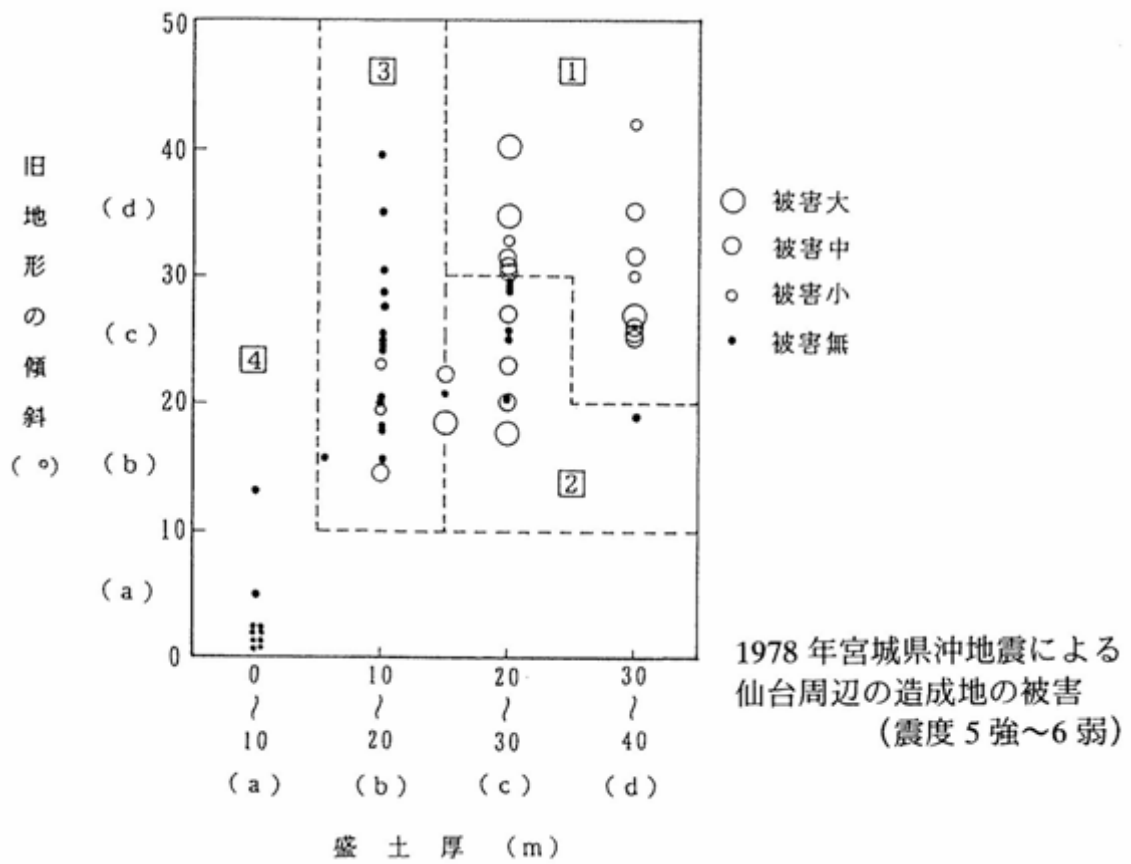 50
40
30
20
10
0
旧地形の傾斜(°)
(d)
(c)
(b)
(a)
3
1
4
2
0〜10
10〜20
20〜30
30〜40
(a)
(b)
(c)
(d)
盛土厚(m)
被害大
被害中
被害小
被害無
1978年宮城県沖地震による
仙台周辺の造成地の被害
(震度5強〜6弱)